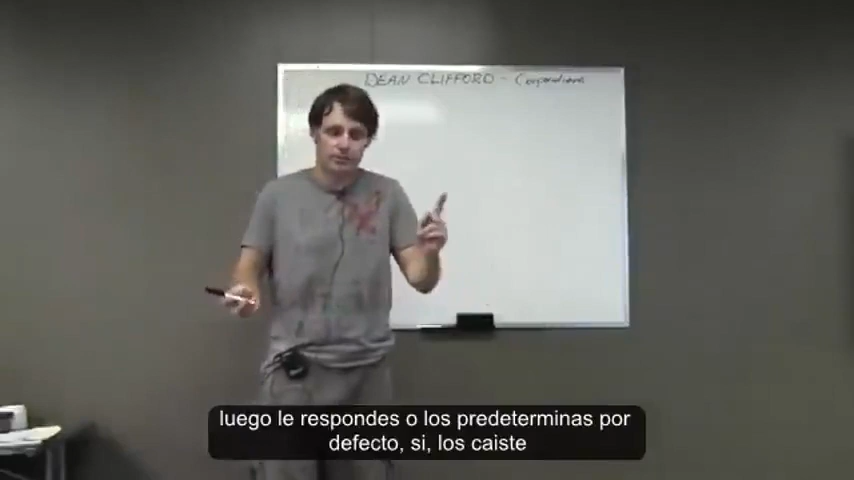 DEAN CLIFFORD - Corporations
luego le respondes o los predeterminas por
defecto, si, los caiste